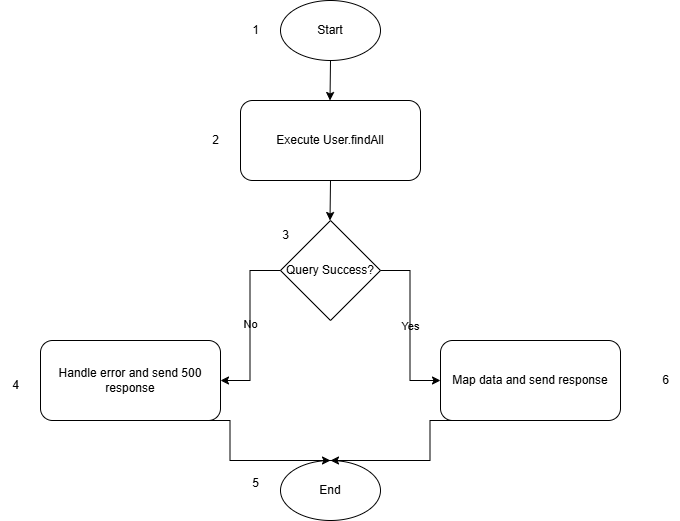 1
Start
2
Execute User.findAll
3
Query Success?
No
Yes
4
Handle error and send 500
response
Map data and send response
6
5
End